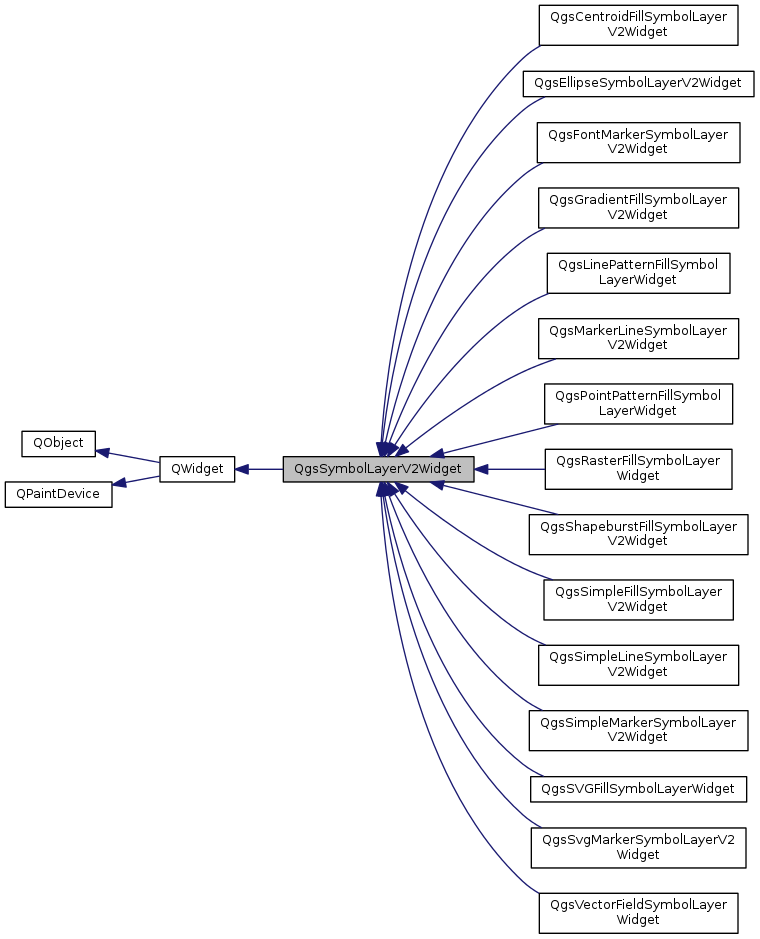 QObject
QPaintDevice
QWidget
QgsSymbolLayerV2Widget
QgsCentroidFillSymbolLayer
V2Widget
QgsEllipseSymbolLayerV2Widget
QgsFontMarkerSymbolLayer
V2Widget
QgsGradientFillSymbolLayer
V2Widget
QgsLinePatternFillSymbol
LayerWidget
QgsMarkerLineSymbolLayer
V2Widget
QgsPointPatternFillSymbol
LayerWidget
QgsRasterFillSymbolLayer
Widget
QgsShapeburstFillSymbolLayer
V2Widget
QgsSimpleFillSymbolLayer
V2Widget
QgsSimpleLineSymbolLayer
V2Widget
QgsSimpleMarkerSymbolLayer
V2Widget
QgsSVGFillSymbolLayerWidget
QgsSvgMarkerSymbolLayerV2
Widget
QgsVectorFieldSymbolLayer
Widget